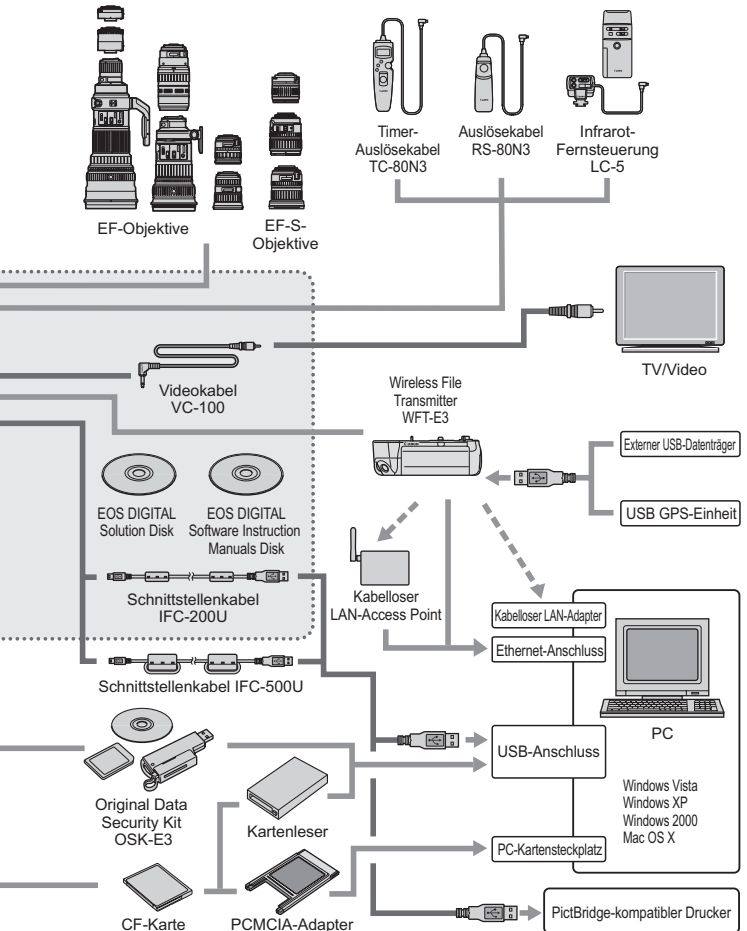 EF-Objektive
EF-S-
Objektive
Timer-
Auslösekabel
TC-80N3
Auslösekabel
RS-80N3
Infrarot-
Fernsteuerung
LC-5
Videokabel
VC-100
TV/Video
Wireless File
Transmitter
WFT-E3
Externer USB-Datenträger
USB GPS-Einheit
EOS DIGITAL
Solution Disk
EOS DIGITAL
Software Instruction
Manuals Disk
Schnittstellenkabel
IFC-200U
Kabelloser
LAN-Access Point
Kabelloser LAN-Adapter
Ethernet-Anschluss
Schnittstellenkabel IFC-500U
PC
USB-Anschluss
Windows Vista
Windows XP
Windows 2000
Mac OS X
Original Data
Security Kit
OSK-E3
Kartenleser
PC-Kartensteckplatz
CF-Karte
PCMCIA-Adapter
PictBridge-kompatibler Drucker